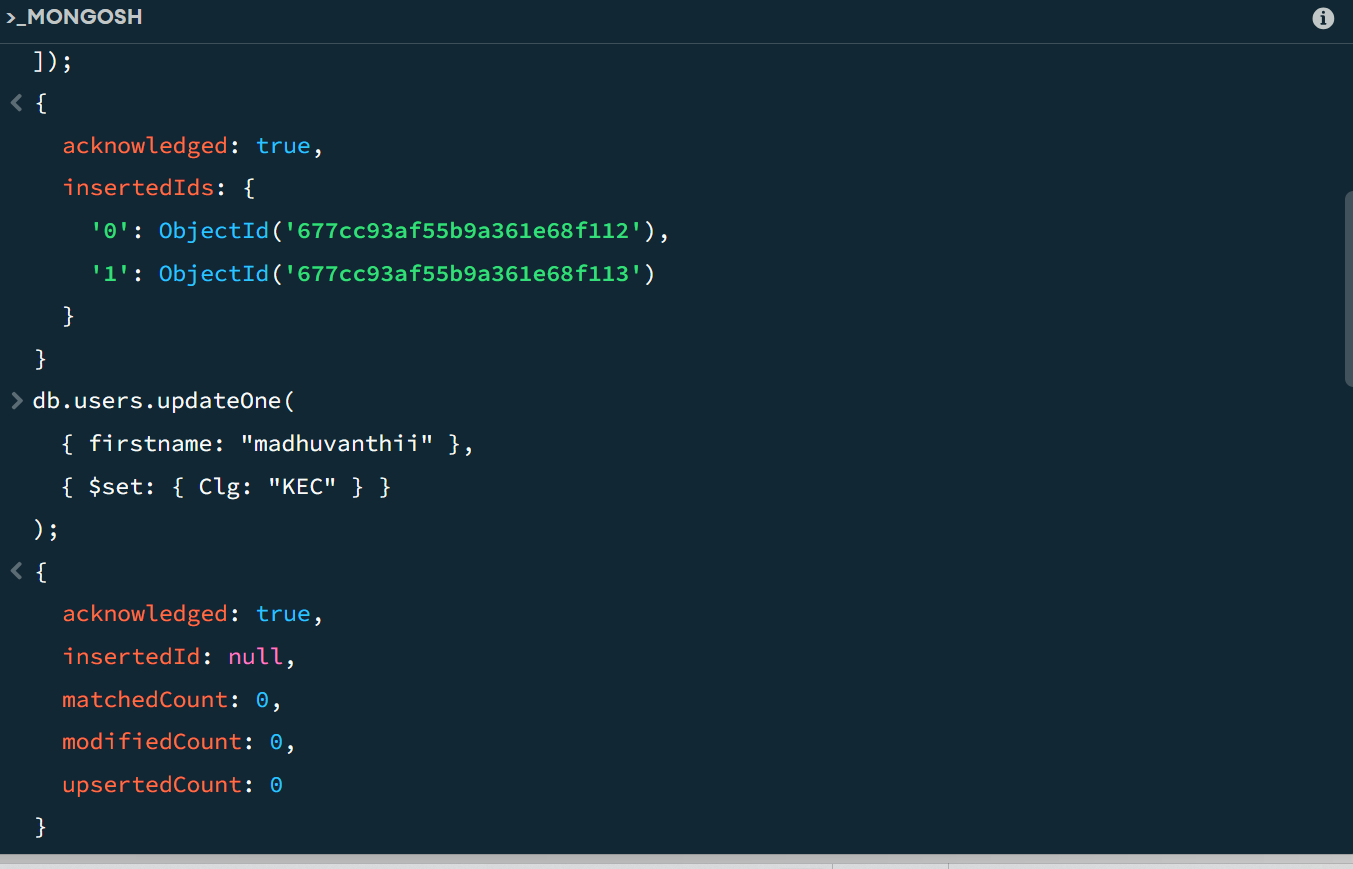 >_MONGOSH
]);
< {
acknowledged: true,
insertedIds: {
'0': ObjectId('677cc93af55b9a361e68f112'),
'1': ObjectId('677cc93af55b9a361e68f113')
}
}
> db.users.updateOne(
{ firstname: "madhuvanthii" },
{ $set: { Clg: "KEC" } }
);
< {
acknowledged: true,
insertedId: null,
matchedCount: 0,
modifiedCount: 0,
upsertedCount: 0
}